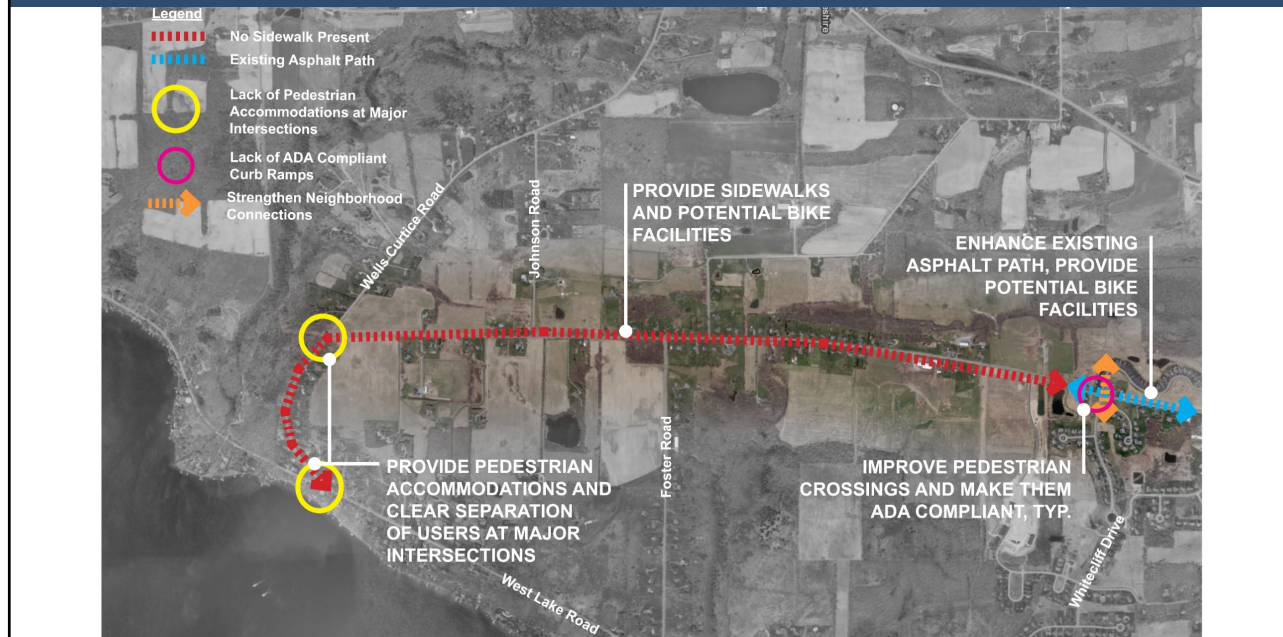 Legend
No Sidewalk Present
Existing Asphalt Path
Lack of Pedestrian
Accommodations at Major
Intersections
Lack of ADA Compliant
Curb Ramps
Strengthen Neighborhood
Connections
shire
Wells Curtice Road
Johnson Road
PROVIDE SIDEWALKS
AND POTENTIAL BIKE
FACILITIES
ENHANCE EXISTING
ASPHALT PATH, PROVIDE
POTENTIAL BIKE
FACILITIES
Foster Road
PROVIDE PEDESTRIAN
ACCOMMODATIONS AND
CLEAR SEPARATION
OF USERS AT MAJOR
INTERSECTIONS
IMPROVE PEDESTRIAN
CROSSINGS AND MAKE THEM
ADA COMPLIANT, TYP.
Whitecliff Drive
West Lake Road